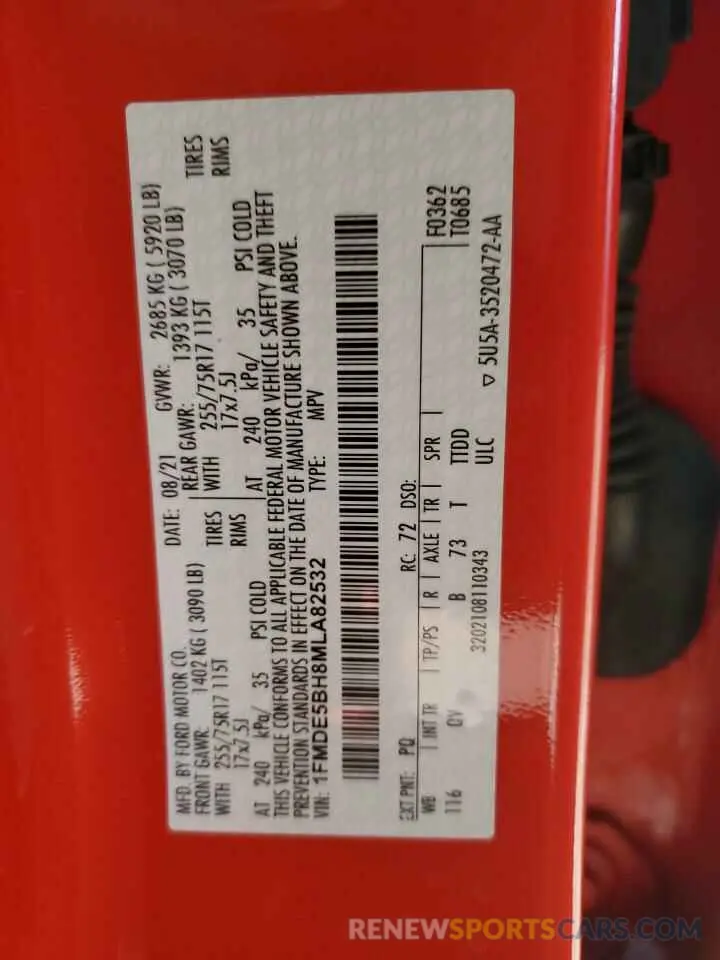 MFD. BY FORD MOTOR CO.
DATE: 08/21 GVWR: 2685 KG ( 5920 LB)
FRONT GAWR: 1402 KG ( 3090 LB) REAR GAWR: 1393 KG ( 3070 LB)
WITH 255/75R17 115T TIRES WITH 255/75R17 115T TIRES
17x7.5J RIMS 17x7.5J RIMS
AT 240 kPa/ 35 PSI COLD AT 240 kPa/ 35 PSI COLD
THIS VEHICLE CONFORMS TO ALL APPLICABLE FEDERAL MOTOR VEHICLE SAFETY AND THEFT
PREVENTION STANDARDS IN EFFECT ON THE DATE OF MANUFACTURE SHOWN ABOVE.
VIN: 1FMDE5BH8MLA82532 TYPE: MPV
EXT PNT: PQ RC: 72 DSO: F0362
WB INT TR TP/PS R AXLE TR SPR T0685
116 QV B 73 T TTDD
3202108110343 ULC ▽ 5U5A-3520472-AA
RENEWSPORTSCARS.COM